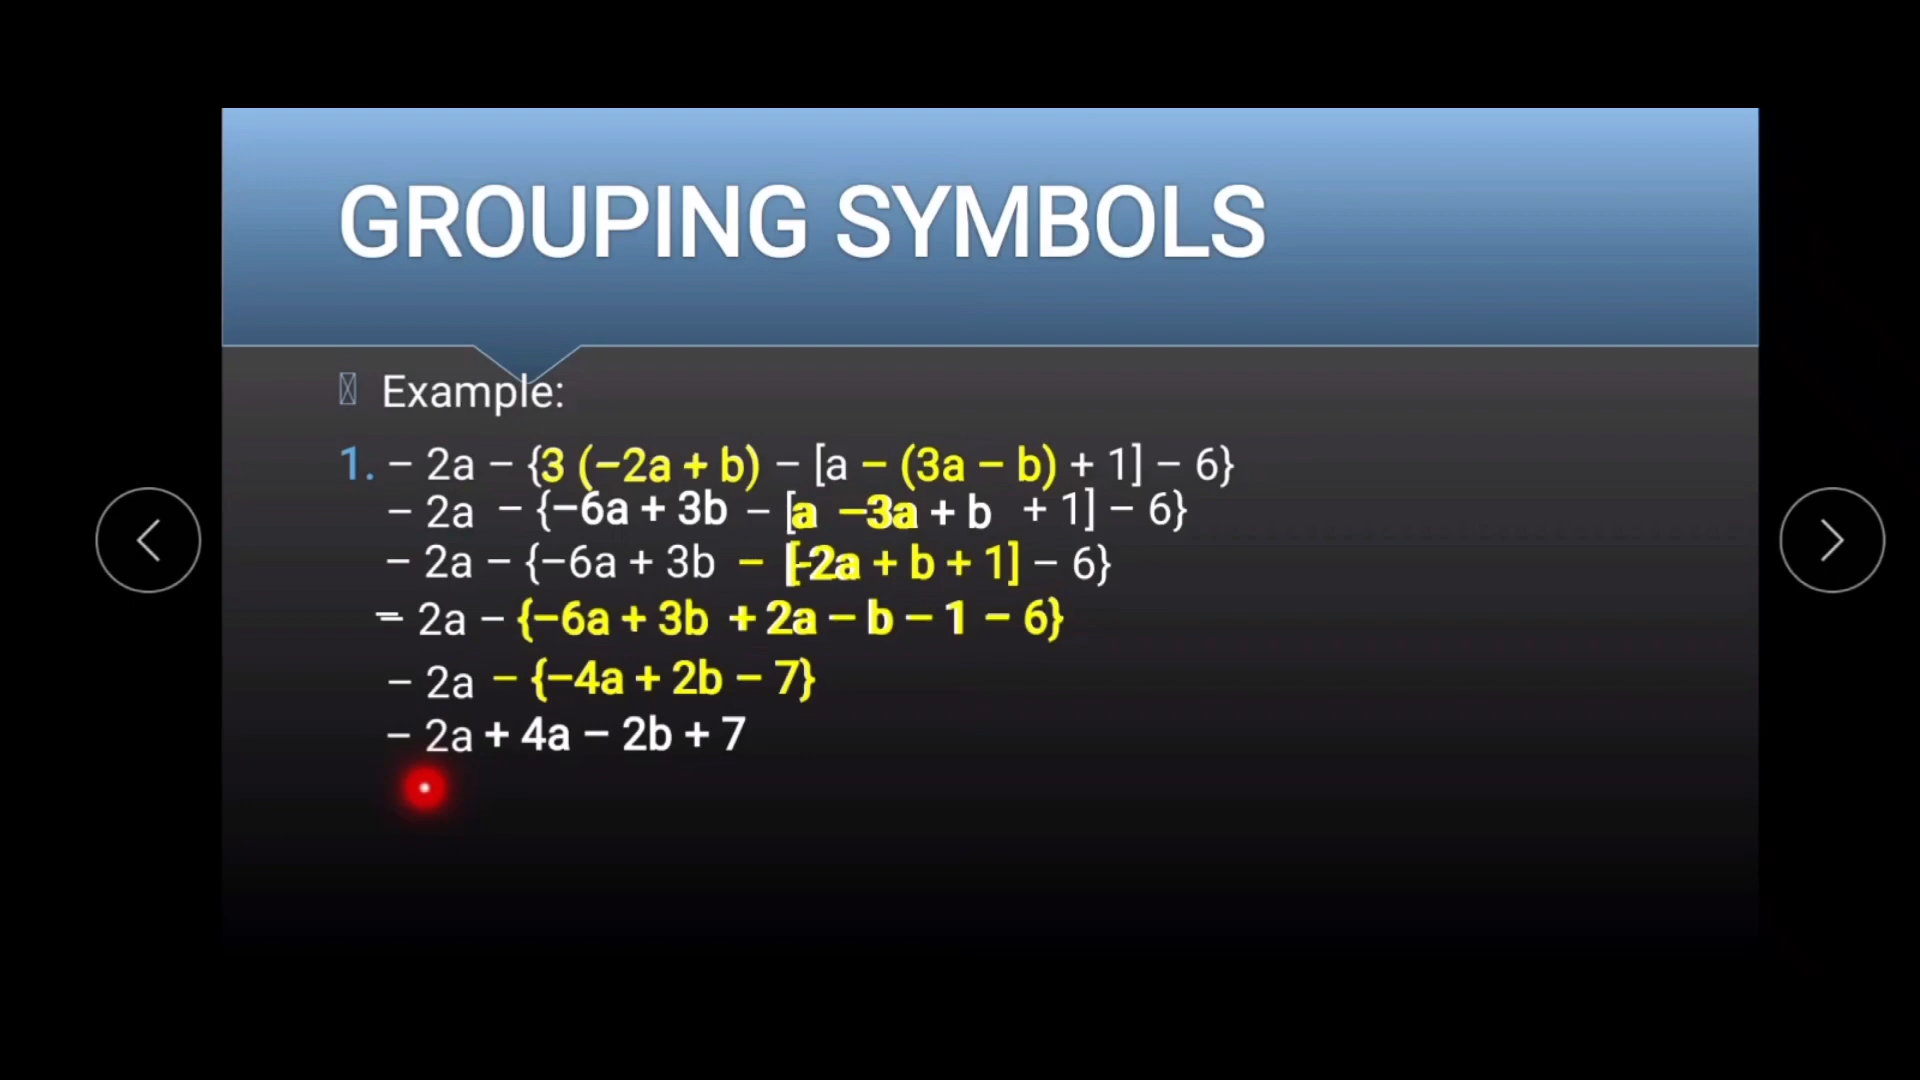 GROUPING SYMBOLS
Example:
1. – 2a – {3 (–2a + b) – [a – (3a – b) + 1] – 6}
– 2a – {–6a + 3b – [a –3a + b + 1] – 6}
– 2a – {–6a + 3b – [-2a + b + 1] – 6}
– 2a – {–6a + 3b + 2a – b – 1 – 6}
– 2a – {–4a + 2b – 7}
– 2a + 4a – 2b + 7